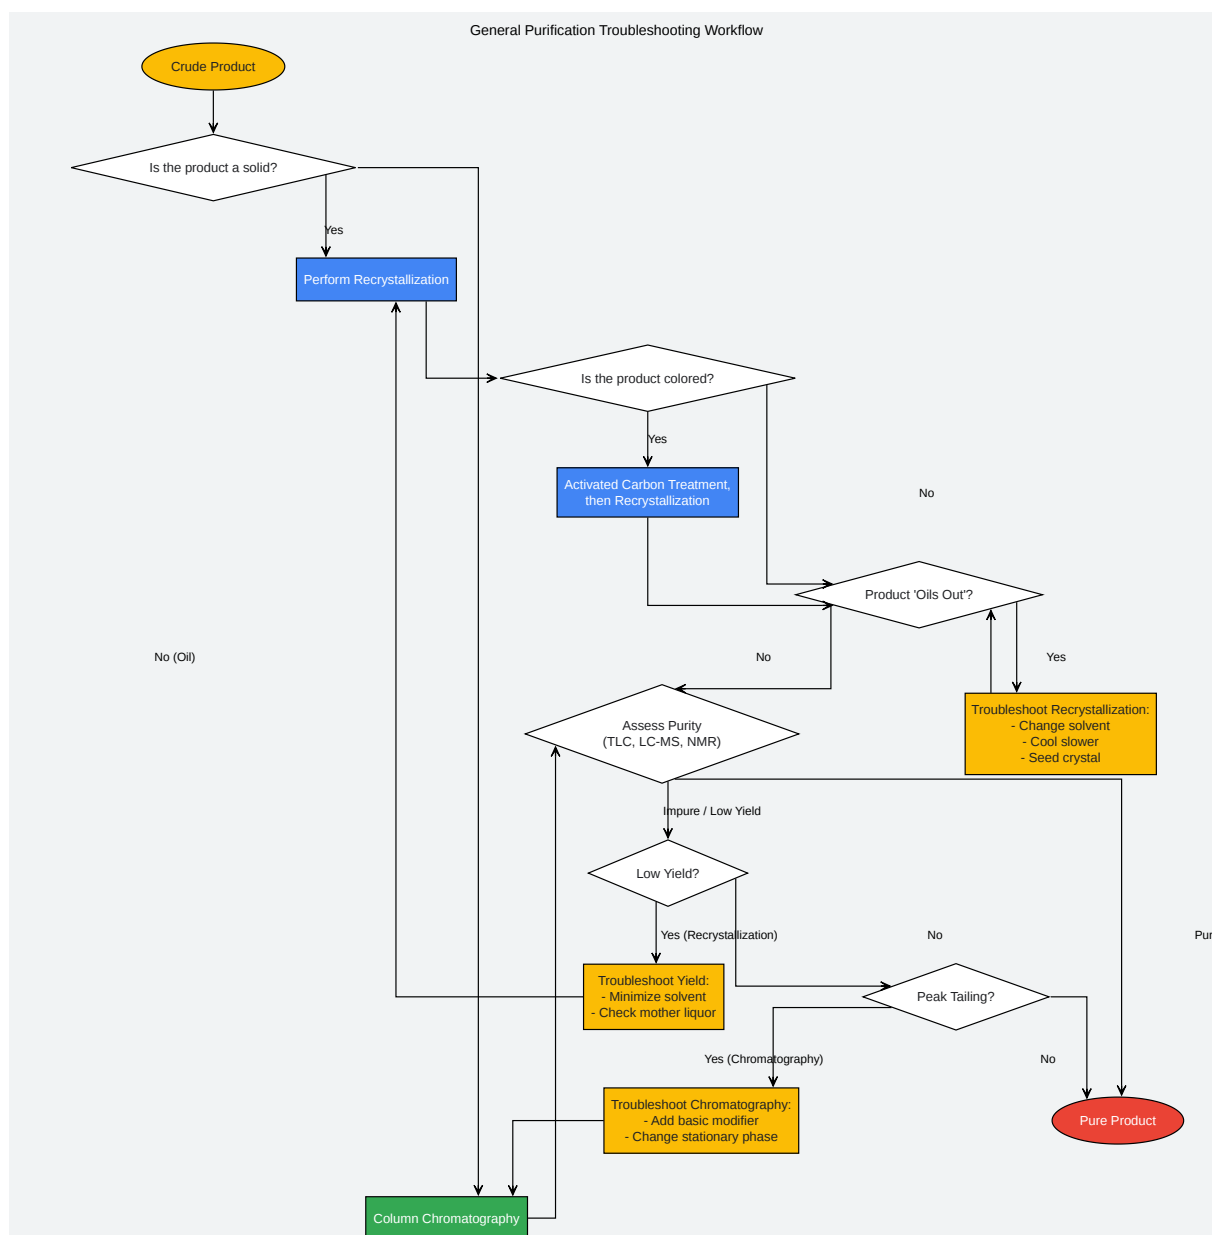 General Purification Troubleshooting Workflow
Crude Product
Is the product a solid?
Yes
Perform Recrystallization
Is the product colored?
Yes
Activated Carbon Treatment,
then Recrystallization
No
Product 'Oils Out'?
No (Oil)
No
Yes
Troubleshoot Recrystallization:
- Change solvent
- Cool slower
- Seed crystal
Assess Purity
(TLC, LC-MS, NMR)
Impure / Low Yield
Low Yield?
Yes (Recrystallization)
No
Troubleshoot Yield:
- Minimize solvent
- Check mother liquor
Peak Tailing?
Yes (Chromatography)
No
Troubleshoot Chromatography:
- Add basic modifier
- Change stationary phase
Pure Product
Column Chromatography